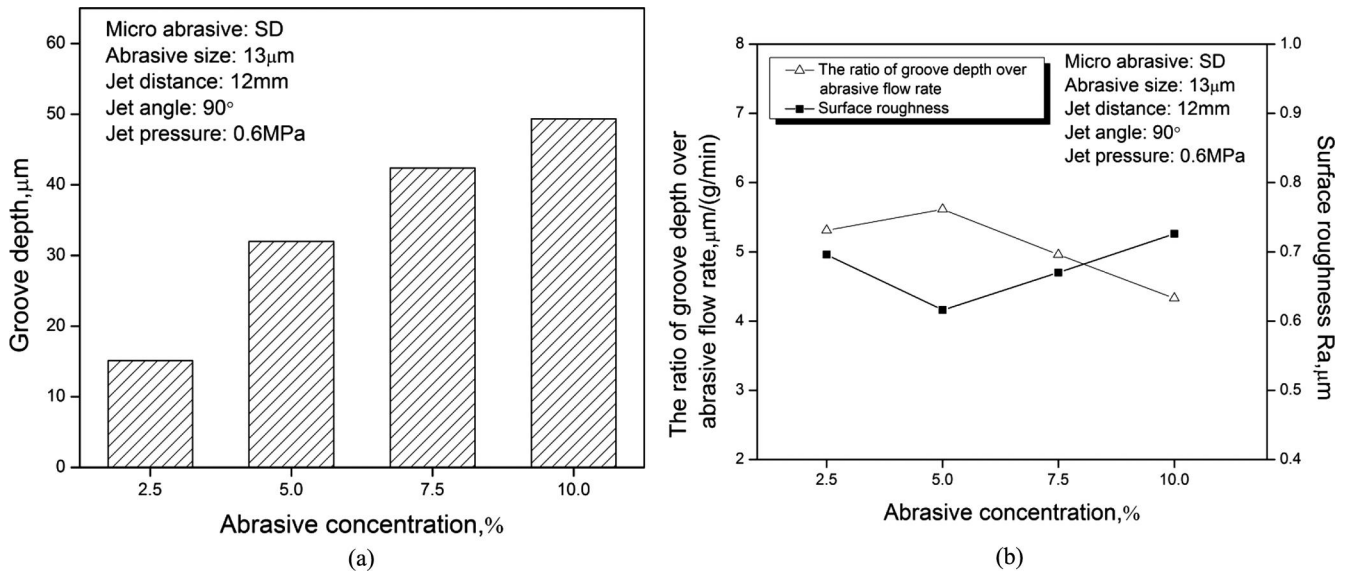 Micro abrasive: SD
Abrasive size: 13μm
Jet distance: 12mm
Jet angle: 90°
Jet pressure: 0.6MPa
60
50
40
30
20
10
0
Groove depth,μm
2.5
5.0
7.5
10.0
Abrasive concentration,%
(a)
The ratio of groove depth over
abrasive flow rate
Surface roughness
Micro abrasive: SD
Abrasive size: 13μm
Jet distance: 12mm
Jet angle: 90°
Jet pressure: 0.6MPa
8
7
6
5
4
3
2
The ratio of groove depth over
abrasive flow rate,μm/(g/min)
1.0
0.9
0.8
0.7
0.6
0.5
0.4
Surface roughness Ra,μm
2.5
5.0
7.5
10.0
Abrasive concentration,%
(b)